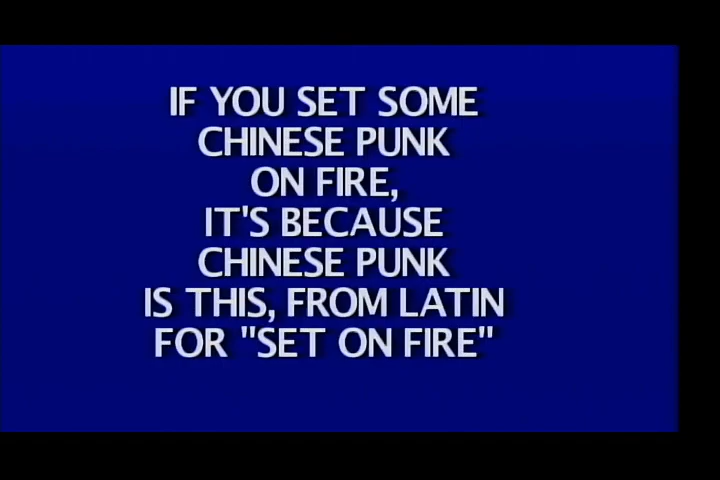 IF YOU SET SOME
CHINESE PUNK
ON FIRE,
IT'S BECAUSE
CHINESE PUNK
IS THIS, FROM LATIN
FOR "SET ON FIRE"